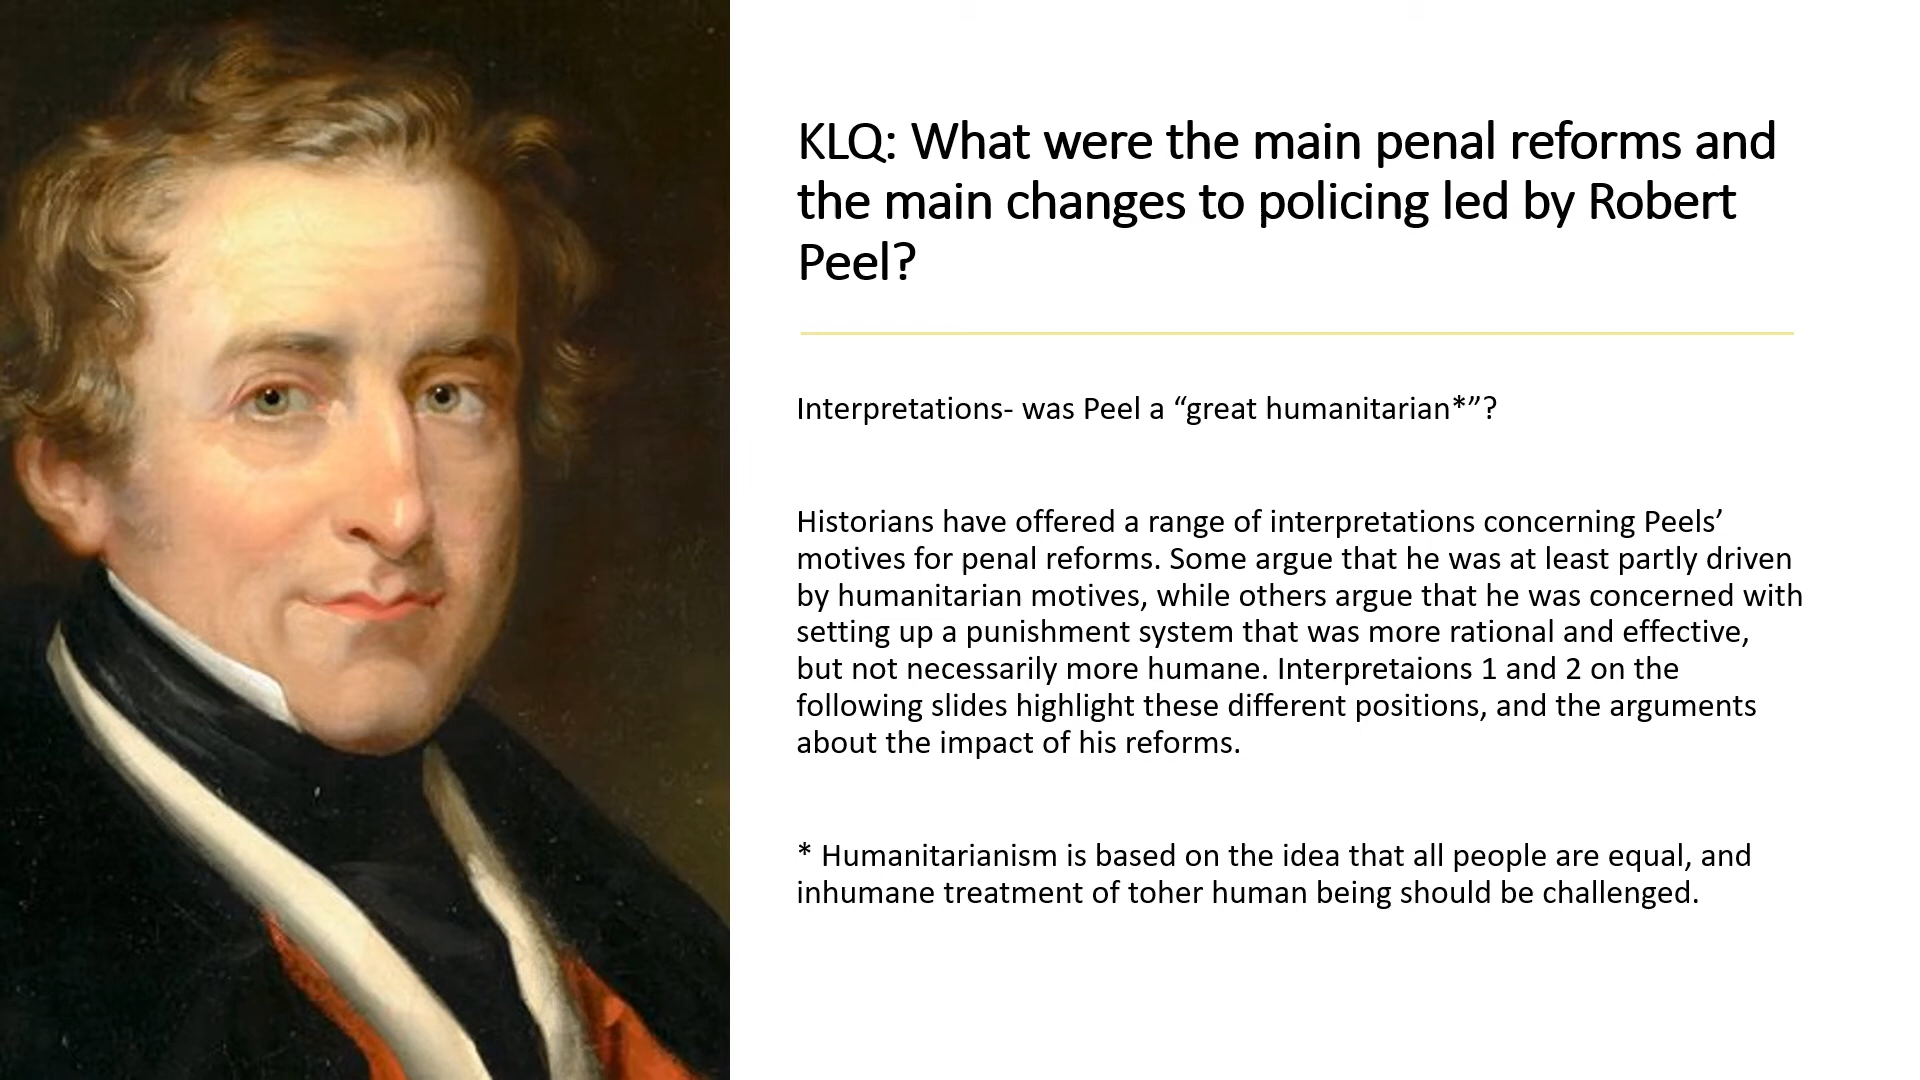 KLQ: What were the main penal reforms and
the main changes to policing led by Robert
Peel?
Interpretations- was Peel a “great humanitarian*”?
Historians have offered a range of interpretations concerning Peels’
motives for penal reforms. Some argue that he was at least partly driven
by humanitarian motives, while others argue that he was concerned with
setting up a punishment system that was more rational and effective,
but not necessarily more humane. Interpretaions 1 and 2 on the
following slides highlight these different positions, and the arguments
about the impact of his reforms.
* Humanitarianism is based on the idea that all people are equal, and
inhumane treatment of toher human being should be challenged.